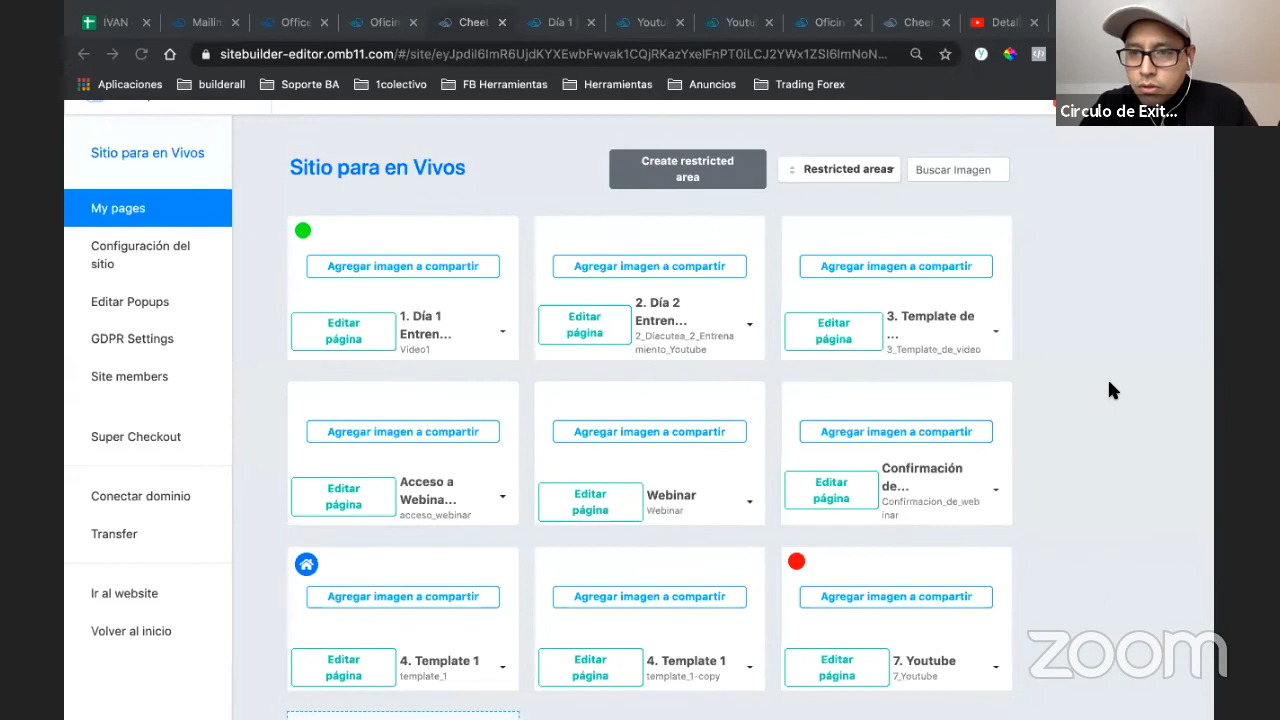 IVAN
Mailin
Office
Oficin
Cheet
Día 1
Youtu
Youtu
Oficin
Chees
Detall
sitebuilder-editor.omb11.com/#/site/eyJpdiI6ImR6UjdKYXEwbFwvak1CQjRKazYxelFnPT0iLCJ2YWx1ZSI6ImNoN...
Aplicaciones
builderall
Soporte BA
1colectivo
FB Herramientas
Herramientas
Anuncios
Trading Forex
Circulo de Exit...
Sitio para en Vivos
My pages
Configuración del
sitio
Editar Popups
GDPR Settings
Site members
Super Checkout
Conectar dominio
Transfer
Ir al website
Volver al inicio
Sitio para en Vivos
Create restricted
area
Restricted areas
Buscar Imagen
Agregar imagen a compartir
Editar
página
1. Día 1
Entren...
Video1
Agregar imagen a compartir
Editar
página
2. Día 2
Entren...
2_Diacutea_2_Entrena
miento_Youtube
Agregar imagen a compartir
Editar
página
3. Template de
...
3_Template_de_video
Agregar imagen a compartir
Editar
página
Acceso a
Webina...
acceso_webinar
Agregar imagen a compartir
Editar
página
Webinar
Webinar
Agregar imagen a compartir
Editar
página
Confirmación
de...
Confirmacion_de_web
inar
Agregar imagen a compartir
Editar
página
4. Template 1
template_1
Agregar imagen a compartir
Editar
página
4. Template 1
template_1-copy
Agregar imagen a compartir
Editar
página
7. Youtube
7_Youtube
zoom